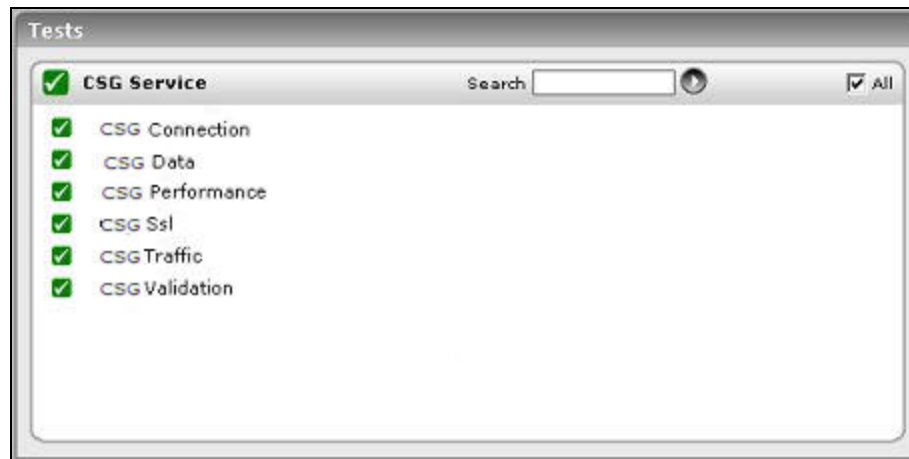 Tests
CSG Service Search All
CSG Connection
CSG Data
CSG Performance
CSG Ssl
CSG Traffic
CSG Validation